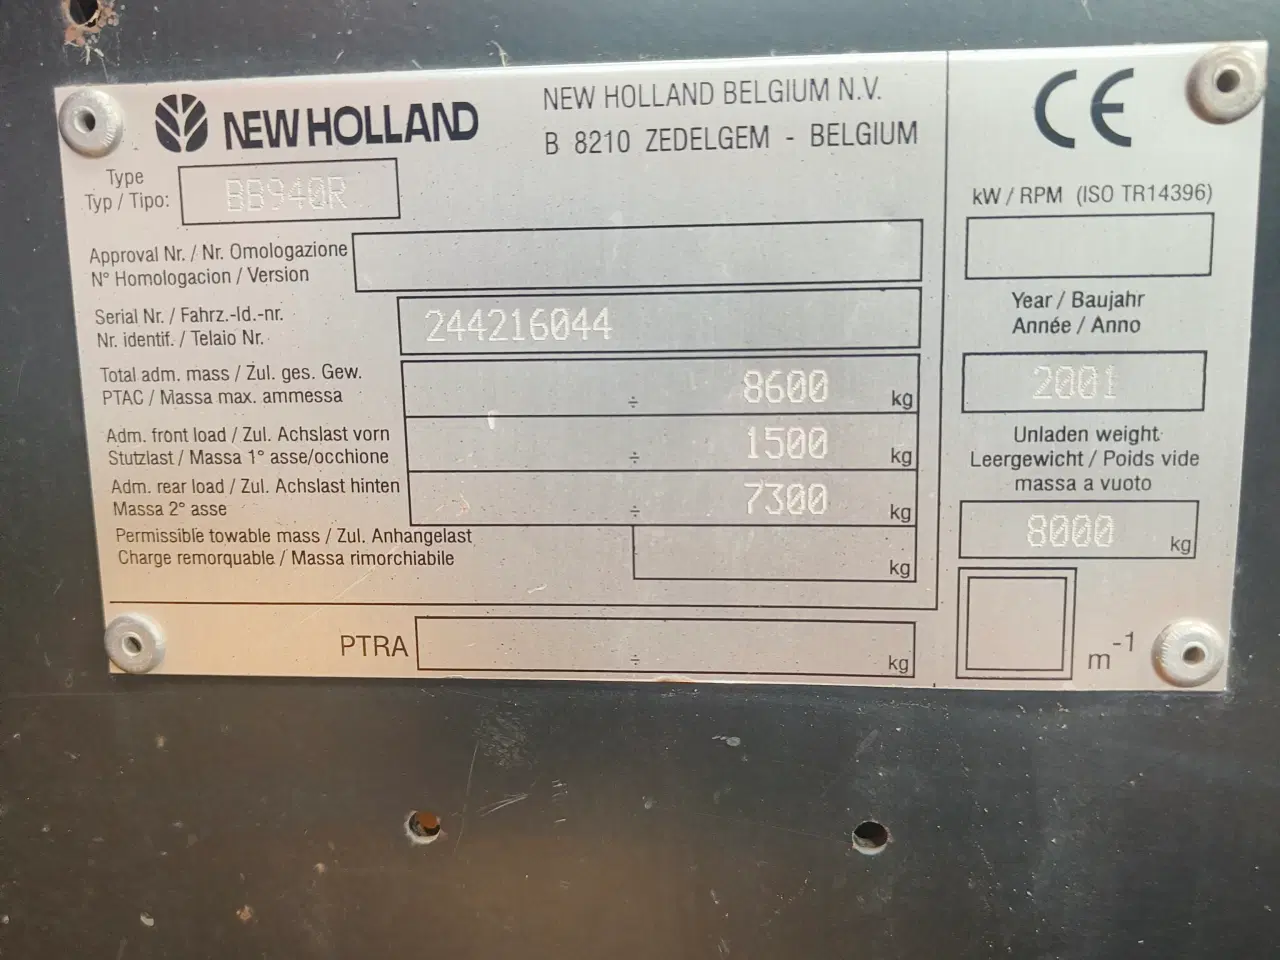 NEW HOLLAND
NEW HOLLAND BELGIUM N.V.
B 8210 ZEDELGEM - BELGIUM
Type
Typ / Tipo:
BB940R
Approval Nr. / Nr. Omologazione
N° Homologacion / Version
Serial Nr. / Fahrz.-Id.-nr.
Nr. identif. / Telaio Nr.
244216044
Total adm. mass / Zul. ges. Gew.
PTAC / Massa max. ammessa
÷ 8600 kg
Adm. front load / Zul. Achslast vorn
Stutzlast / Massa 1° asse/occhione
÷ 1500 kg
Adm. rear load / Zul. Achslast hinten
Massa 2° asse
÷ 7300 kg
Permissible towable mass / Zul. Anhangelast
Charge remorquable / Massa rimorchiabile
kg
PTRA
÷ kg
CE
kW / RPM (ISO TR14396)
Year / Baujahr
Année / Anno
2001
Unladen weight
Leergewicht / Poids vide
massa a vuoto
8000 kg
m-1